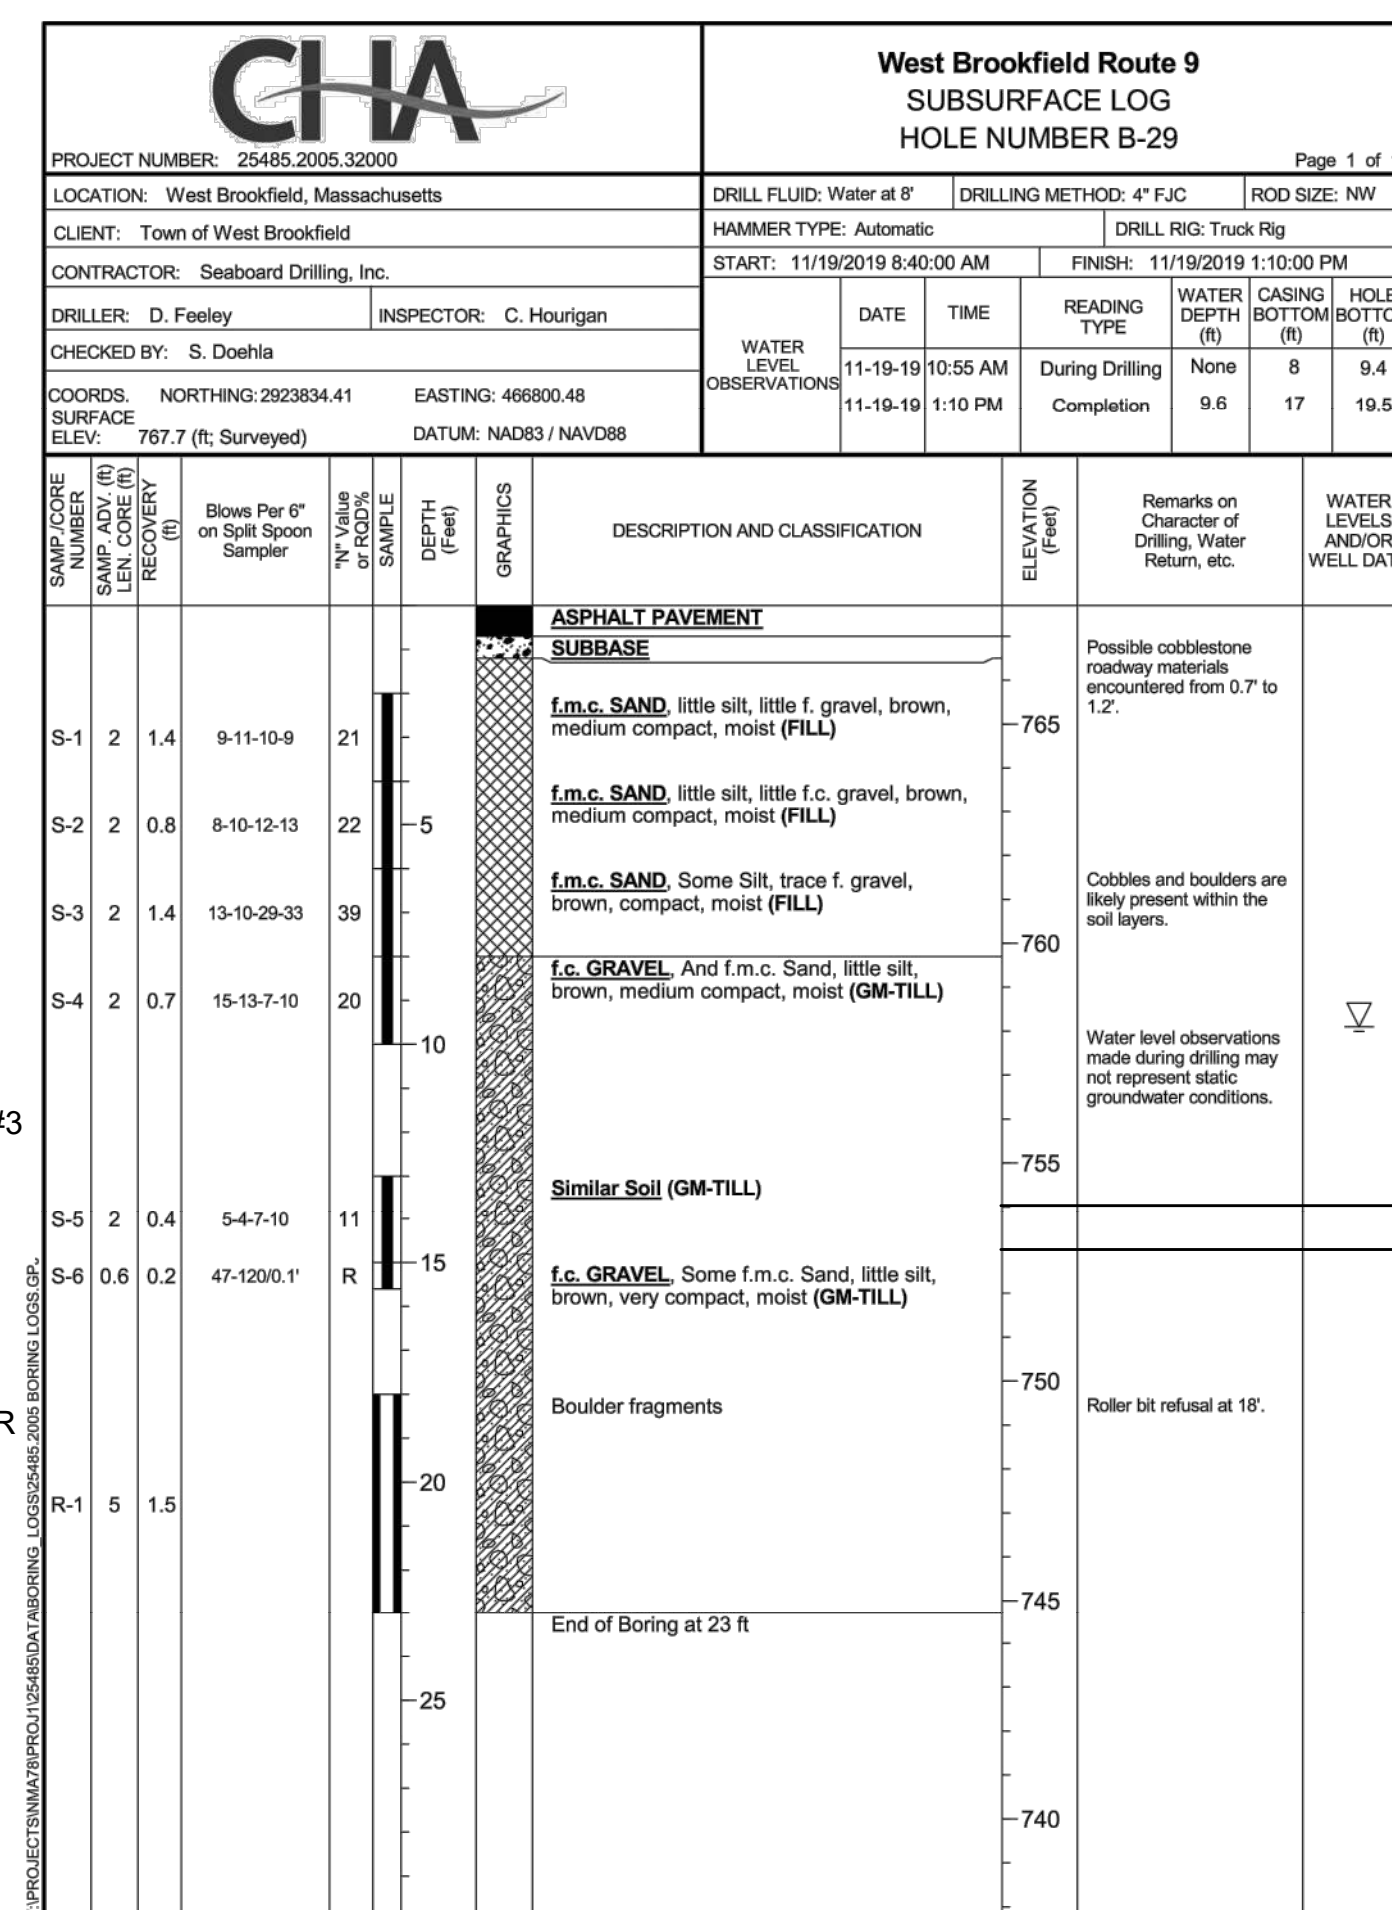 CHA
PROJECT NUMBER: 25485.2005.32000
West Brookfield Route 9
SUBSURFACE LOG
HOLE NUMBER B-29
Page 1 of
LOCATION: West Brookfield, Massachusetts
DRILL FLUID: Water at 8' DRILLING METHOD: 4" FJC ROD SIZE: NW
CLIENT: Town of West Brookfield
HAMMER TYPE: Automatic DRILL RIG: Truck Rig
CONTRACTOR: Seaboard Drilling, Inc.
START: 11/19/2019 8:40:00 AM FINISH: 11/19/2019 1:10:00 PM
DRILLER: D. Feeley INSPECTOR: C. Hourigan
CHECKED BY: S. Doehla
COORDS. NORTHING: 2923834.41 EASTING: 466800.48
SURFACE
ELEV: 767.7 (ft; Surveyed) DATUM: NAD83 / NAVD88
WATER
LEVEL
OBSERVATIONS
DATE TIME
READING
TYPE
WATER
DEPTH
(ft)
CASING
BOTTOM
(ft)
HOLE
BOTTO
(ft)
11-19-19 10:55 AM During Drilling None 8 9.4
11-19-19 1:10 PM Completion 9.6 17 19.5
SAMP./CORE
NUMBER
SAMP. ADV. (ft)
LEN. CORE (ft)
RECOVERY
(ft)
Blows Per 6"
on Split Spoon
Sampler
"N" Value
or RQD%
SAMPLE
DEPTH
(Feet)
GRAPHICS
DESCRIPTION AND CLASSIFICATION
ELEVATION
(Feet)
Remarks on
Character of
Drilling, Water
Return, etc.
WATER
LEVELS
AND/OR
WELL DAT
ASPHALT PAVEMENT
SUBBASE
Possible cobblestone
roadway materials
encountered from 0.7' to
1.2'.
f.m.c. SAND, little silt, little f. gravel, brown,
medium compact, moist (FILL)
765
S-1 2 1.4 9-11-10-9 21
f.m.c. SAND, little silt, little f.c. gravel, brown,
medium compact, moist (FILL)
S-2 2 0.8 8-10-12-13 22 5
f.m.c. SAND, Some Silt, trace f. gravel,
brown, compact, moist (FILL)
Cobbles and boulders are
likely present within the
soil layers.
S-3 2 1.4 13-10-29-33 39
760
f.c. GRAVEL, And f.m.c. Sand, little silt,
brown, medium compact, moist (GM-TILL)
S-4 2 0.7 15-13-7-10 20
10
Water level observations
made during drilling may
not represent static
groundwater conditions.
#3
755
Similar Soil (GM-TILL)
S-5 2 0.4 5-4-7-10 11
15
S-6 0.6 0.2 47-120/0.1' R
f.c. GRAVEL, Some f.m.c. Sand, little silt,
brown, very compact, moist (GM-TILL)
750
Boulder fragments
Roller bit refusal at 18'.
R
20
R-1 5 1.5
745
End of Boring at 23 ft
25
740
:\PROJECTS\NMA78\PROJ1\25485\DATA\BORING_LOGS\25485.2005 BORING LOGS.GPJ